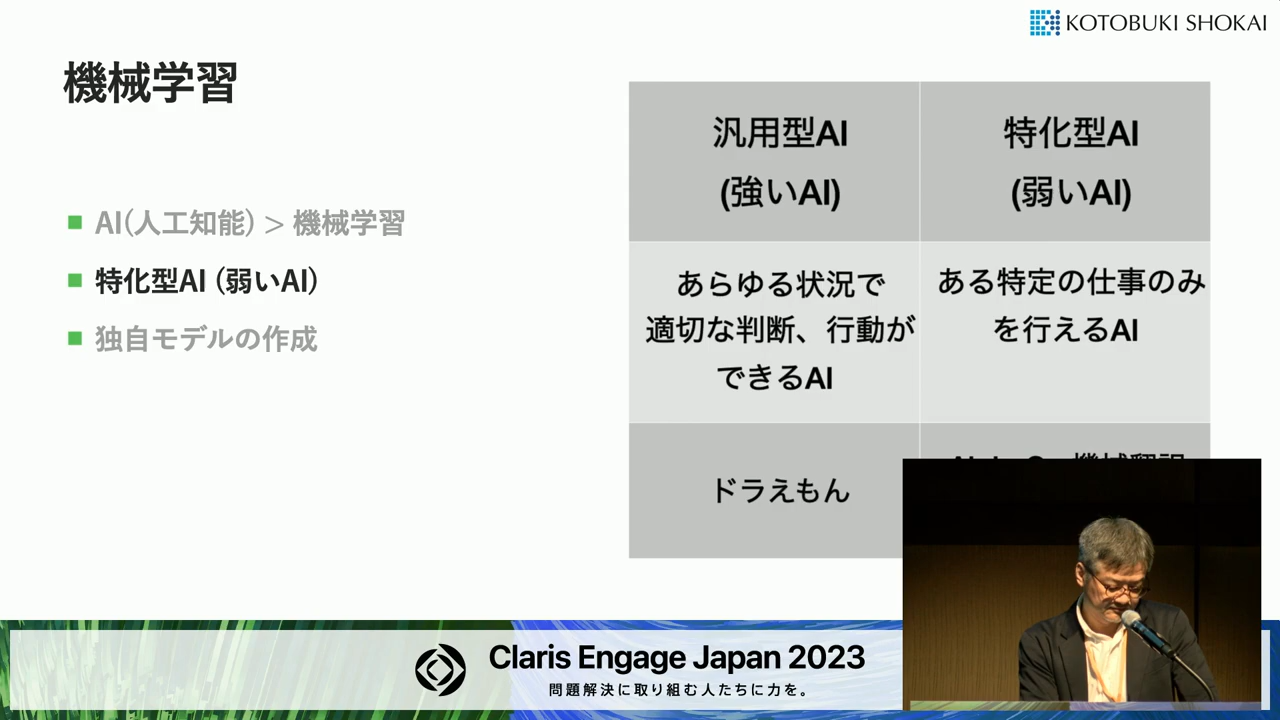 KOTOBUKI SHOKAI
機械学習
AI(人工知能) > 機械学習
特化型AI (弱いAI)
独自モデルの作成
汎用型AI
(強いAI)
特化型AI
(弱いAI)
あらゆる状況で
適切な判断、行動が
できるAI
ある特定の仕事のみ
を行えるAI
ドラえもん
機械翻訳
Claris Engage Japan 2023
問題解決に取り組む人たちに力を。